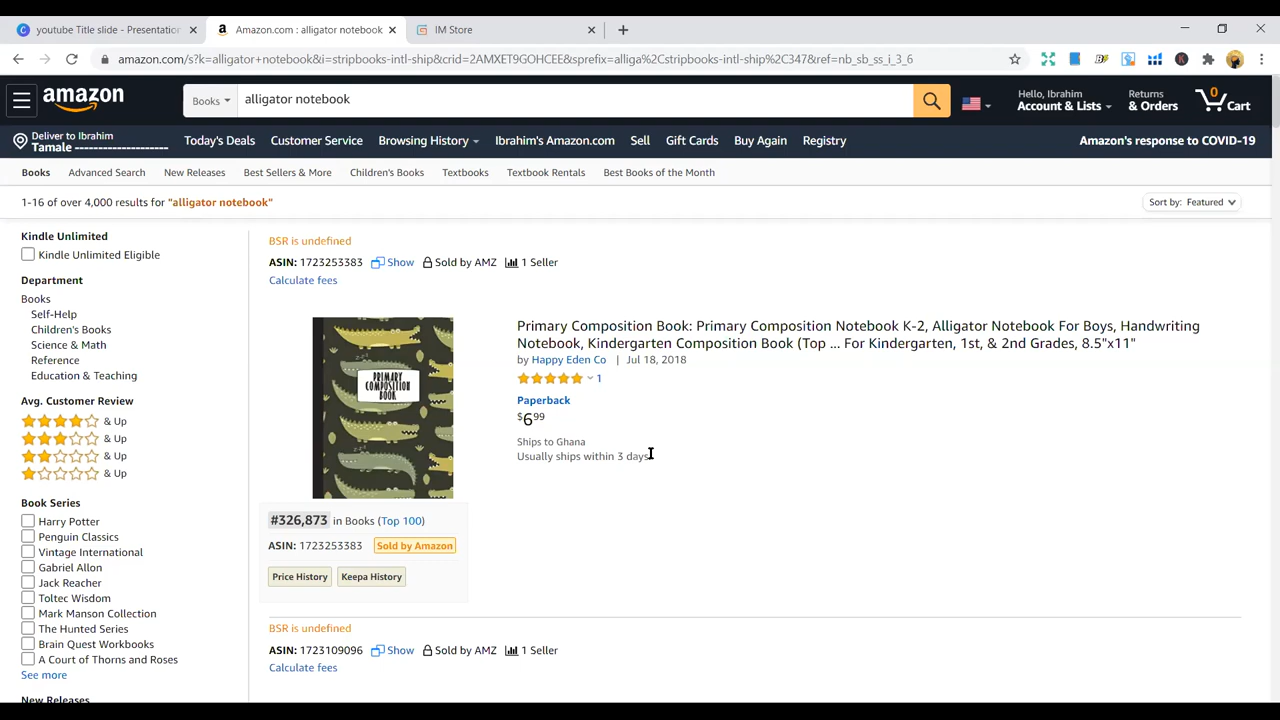 youtube Title slide - Presentation
Amazon.com : alligator notebook
IM Store
amazon.com/s?k=alligator+notebook&i=stripbooks-intl-ship&crid=2AMXET9GOUCEE&sprefix=alliga%2Cstripbooks-intl-ship%2C347&ref=nb_sb_ss_i_3_6
amazon
Books
alligator notebook
Hello, Ibrahim
Account & Lists
Returns
& Orders
0
Cart
Deliver to Ibrahim
Tamale
Today's Deals
Customer Service
Browsing History
Ibrahim's Amazon.com
Sell
Gift Cards
Buy Again
Registry
Amazon's response to COVID-19
Books
Advanced Search
New Releases
Best Sellers & More
Children's Books
Textbooks
Textbook Rentals
Best Books of the Month
1-16 of over 4,000 results for "alligator notebook"
Sort by: Featured
Kindle Unlimited
Kindle Unlimited Eligible
Department
Books
Self-Help
Children's Books
Science & Math
Reference
Education & Teaching
Avg. Customer Review
& Up
& Up
& Up
& Up
Book Series
Harry Potter
Penguin Classics
Vintage International
Gabriel Allon
Jack Reacher
Toltec Wisdom
Mark Manson Collection
The Hunted Series
Brain Quest Workbooks
A Court of Thorns and Roses
See more
New Releases
BSR is undefined
ASIN: 1723253383 Show Sold by AMZ 1 Seller
Calculate fees
PRIMARY
COMPOSITION
BOOK
Primary Composition Book: Primary Composition Notebook K-2, Alligator Notebook For Boys, Handwriting
Notebook, Kindergarten Composition Book (Top ... For Kindergarten, 1st, & 2nd Grades, 8.5"x11"
by Happy Eden Co | Jul 18, 2018
1
Paperback
$6 99
Ships to Ghana
Usually ships within 3 days
#326,873 in Books (Top 100)
ASIN: 1723253383 Sold by Amazon
Price History
Keepa History
BSR is undefined
ASIN: 1723109096 Show Sold by AMZ 1 Seller
Calculate fees